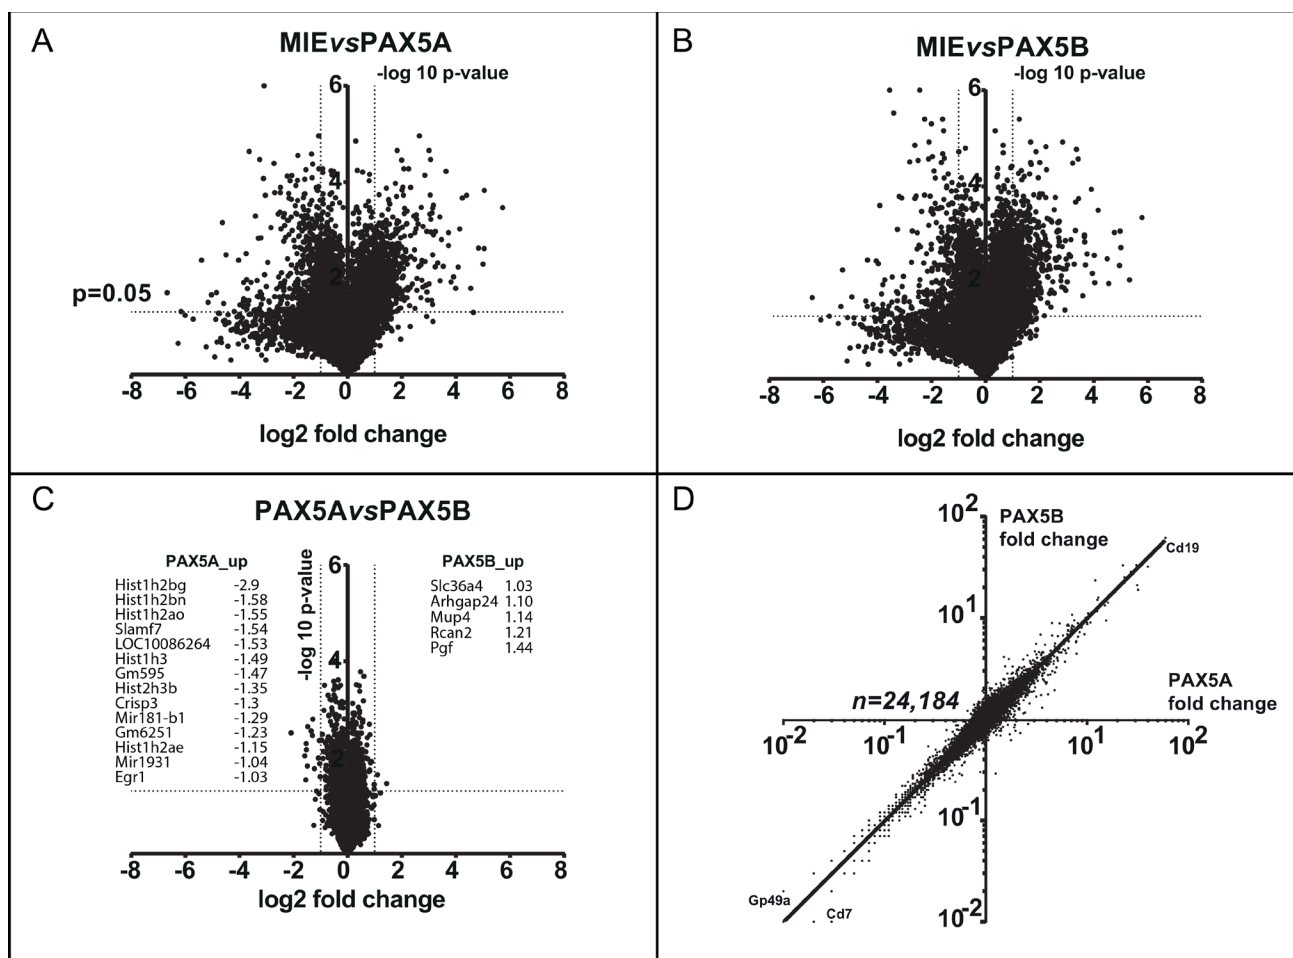 A
MIEvsPAX5A
-log 10 p-value
6
4
2
p=0.05
-8 -6 -4 -2 0 2 4 6 8
log2 fold change
B
MIEvsPAX5B
-log 10 p-value
6
4
2
-8 -6 -4 -2 0 2 4 6 8
log2 fold change
C
PAX5AvsPAX5B
PAX5A_up
Hist1h2bg -2.9
Hist1h2bn -1.58
Hist1h2ao -1.55
Slamf7 -1.54
LOC10086264 -1.53
Hist1h3 -1.49
Gm595 -1.47
Hist2h3b -1.35
Crisp3 -1.3
Mir181-b1 -1.29
Gm6251 -1.23
Hist1h2ae -1.15
Mir1931 -1.04
Egr1 -1.03
-log 10 p-value
6
4
2
PAX5B_up
Slc36a4 1.03
Arhgap24 1.10
Mup4 1.14
Rcan2 1.21
Pgf 1.44
-8 -6 -4 -2 0 2 4 6 8
log2 fold change
D
10^2
PAX5B
fold change
Cd19
10^1
PAX5A
fold change
n=24,184
10^-2 10^-1 10^1 10^2
10^-1
Gp49a
Cd7
10^-2